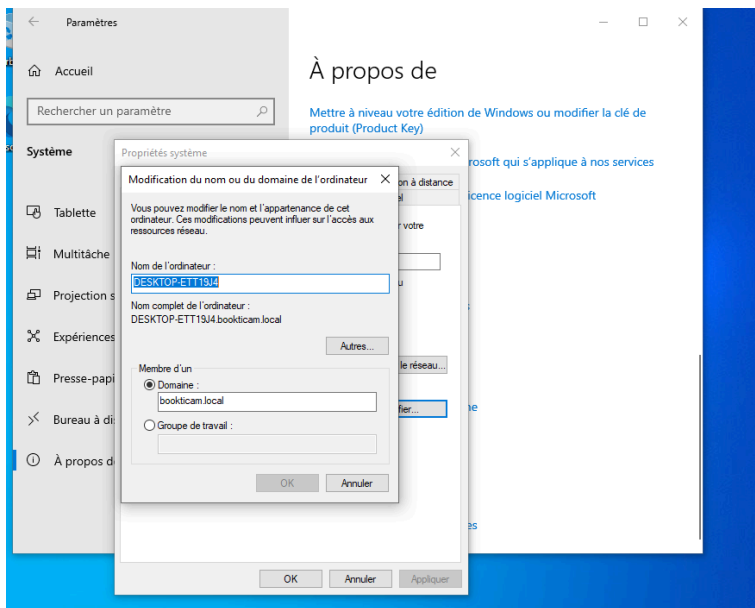 Paramètres
Accueil
Rechercher un paramètre
Système
Tablette
Multitâche
Projection s
Expériences
Presse-papi
Bureau à di
À propos d
À propos de
Mettre à niveau votre édition de Windows ou modifier la clé de
produit (Product Key)
rosoft qui s'applique à nos services
icence logiciel Microsoft
Propriétés système
on à distance
el
r votre
u
le réseau...
fier...
ne
es
Modification du nom ou du domaine de l'ordinateur
Vous pouvez modifier le nom et l'appartenance de cet
ordinateur. Ces modifications peuvent influer sur l'accès aux
ressources réseau.
Nom de l'ordinateur :
DESKTOP-ETT19J4
Nom complet de l'ordinateur :
DESKTOP-ETT19J4.bookticam.local
Autres...
Membre d'un
Domaine :
bookticam.local
Groupe de travail :
OK Annuler
OK Annuler Appliquer